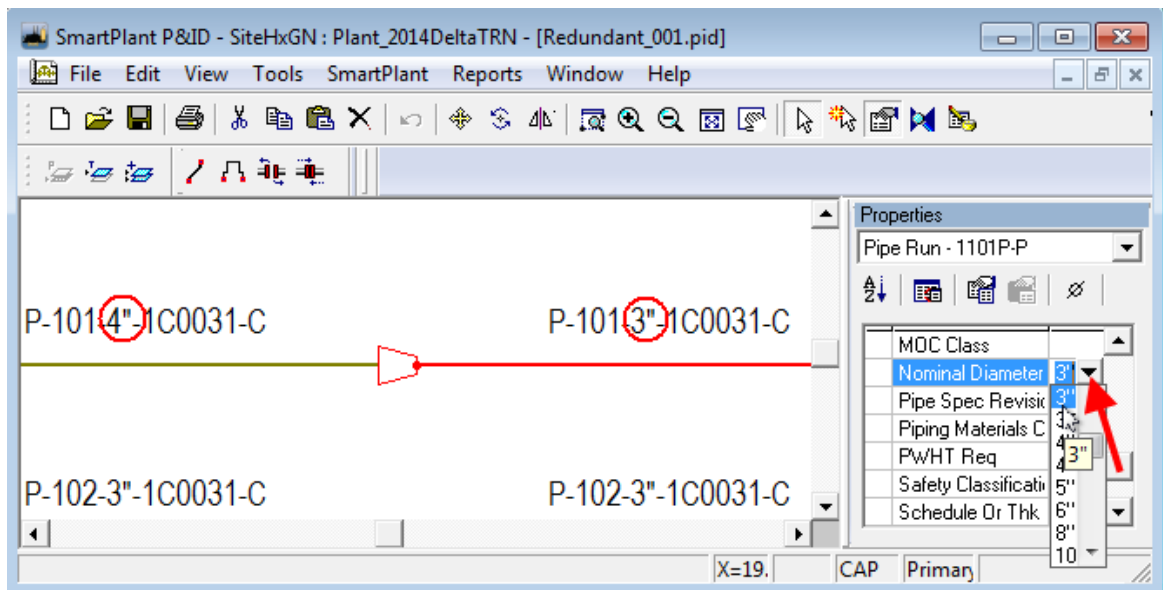 SmartPlant P&ID - SiteHxGN : Plant_2014DeltaTRN - [Redundant_001.pid]
File Edit View Tools SmartPlant Reports Window Help
Properties
Pipe Run - 1101P-P
P-101-4"-1C0031-C
P-101-3"-1C0031-C
MOC Class
Nominal Diameter 3"
3"
Pipe Spec Revisic
Piping Materials C
3"
PWHT Req
P-102-3"-1C0031-C
P-102-3"-1C0031-C
Safety Classificati 5"
Schedule Or Thk 6"
8"
10
X=19. CAP Primary